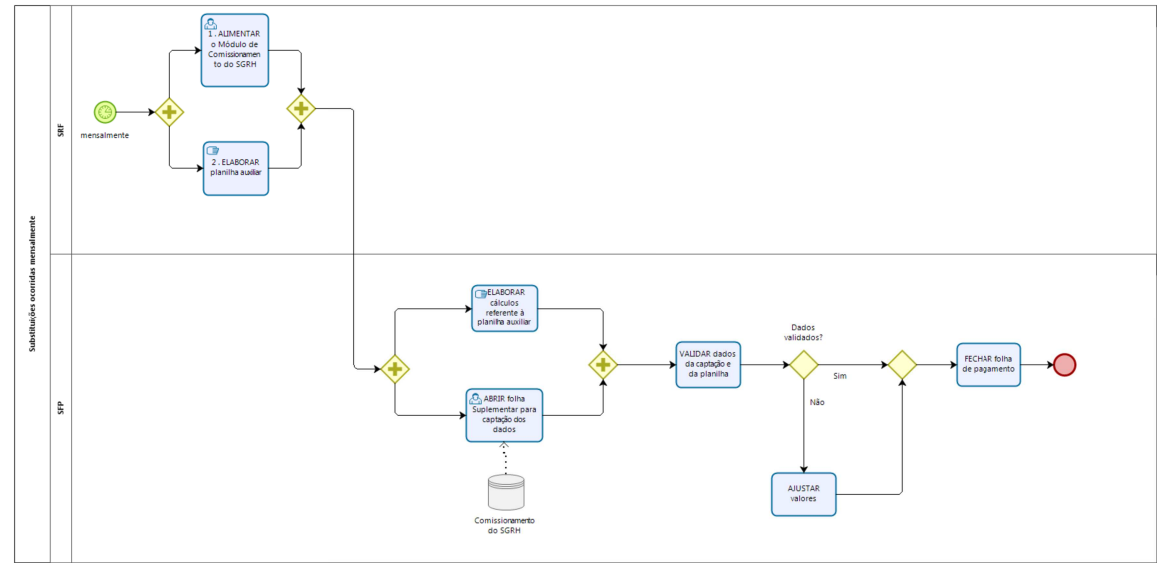 Substituições ocorridas mensalmente
SRF
mensalmente
1 . ALIMENTAR
o Módulo de
Comissionamen
to do SGRH
2 . ELABORAR
planilha auxiliar
SFP
ELABORAR
cálculos
referente à
planilha auxiliar
ABRIR folha
Suplementar para
captação dos
dados
Comissionamento
do SGRH
VALIDAR dados
da captação e
da planilha
Dados
validados?
Sim
Não
AJUSTAR
valores
FECHAR folha
de pagamento